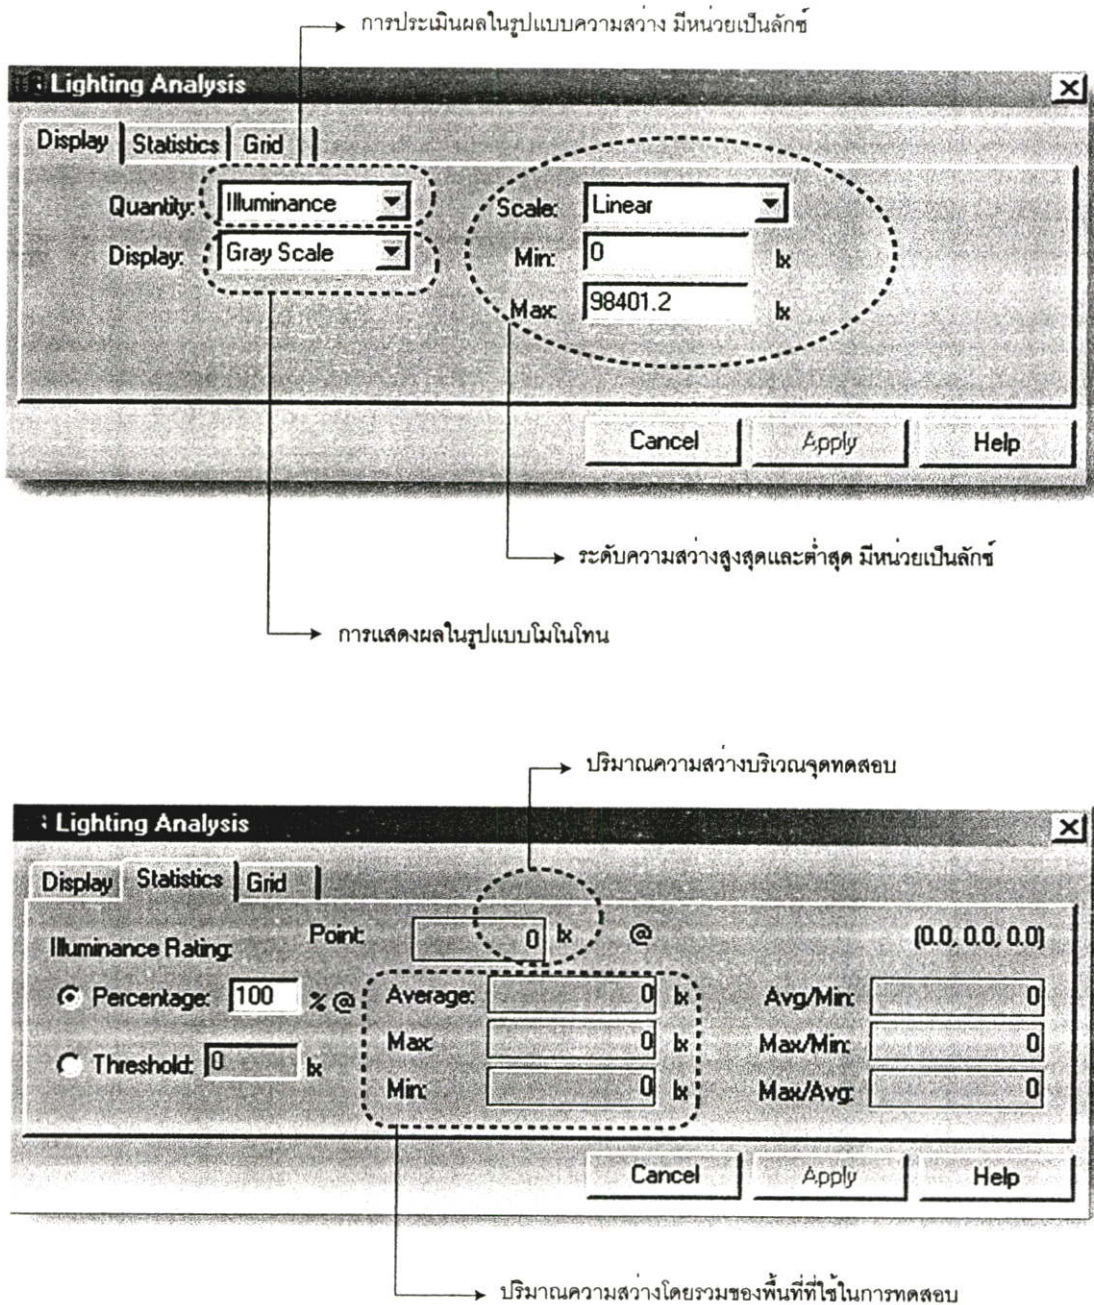 การประเมินผลในรูปแบบความสว่าง มีหน่วยเป็นลักซ์
Lighting Analysis
Display Statistics Grid
Quantity: Illuminance Scale: Linear
Display: Gray Scale Min: 0 lx
Max: 98401.2 lx
Cancel Apply Help
ระดับความสว่างสูงสุดและต่ำสุด มีหน่วยเป็นลักซ์
การแสดงผลในรูปแบบโมโนโทน
ปริมาณความสว่างบริเวณจุดทดสอบ
Lighting Analysis
Display Statistics Grid
Illuminance Rating: Point: 0 lx @ (0.0, 0.0, 0.0)
Percentage: 100 % @ Average: 0 lx Avg/Min: 0
Threshold: 0 lx Max: 0 lx Max/Min: 0
Min: 0 lx Max/Avg: 0
Cancel Apply Help
ปริมาณความสว่างโดยรวมของพื้นที่ที่ใช้ในการทดสอบ